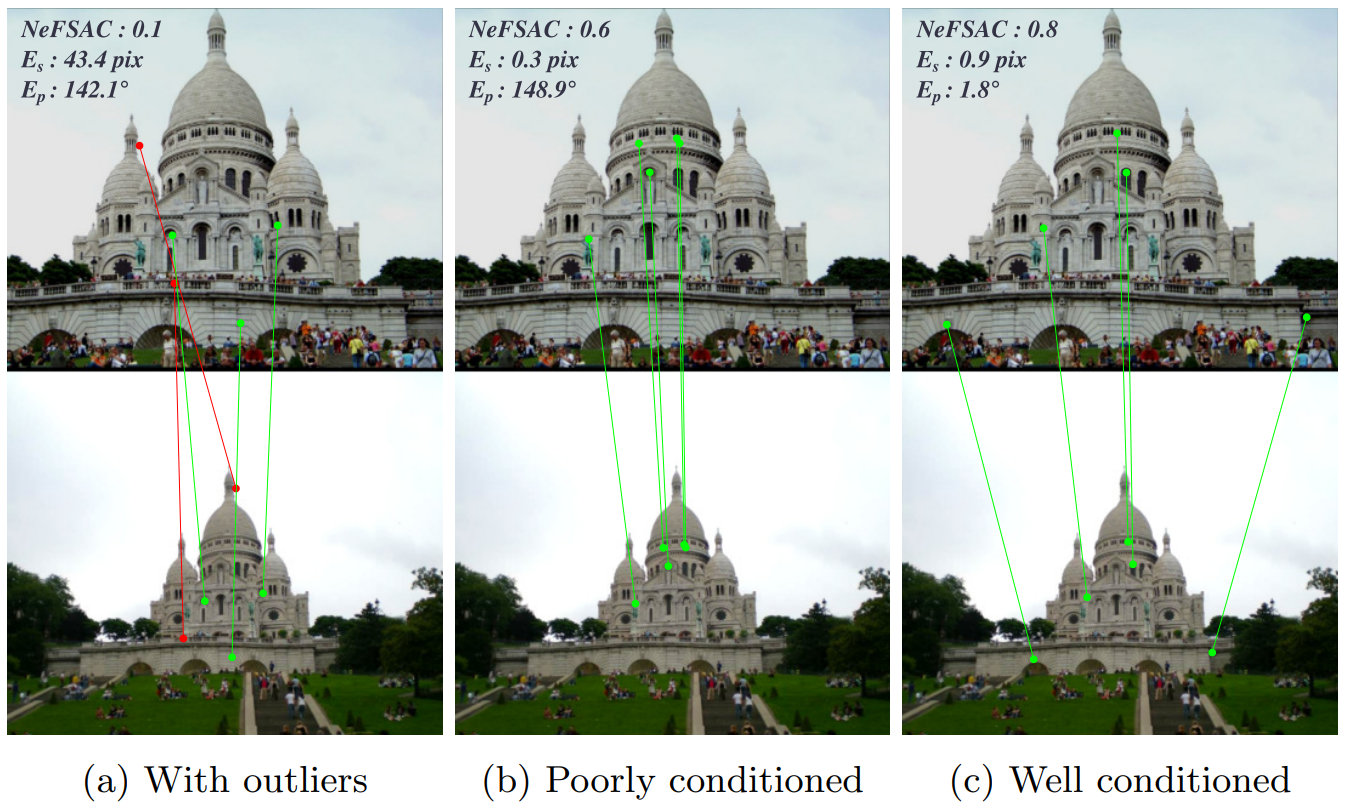 NeFSAC : 0.1
Eₛ : 43.4 pix
Eₚ : 142.1°
NeFSAC : 0.6
Eₛ : 0.3 pix
Eₚ : 148.9°
NeFSAC : 0.8
Eₛ : 0.9 pix
Eₚ : 1.8°
(a) With outliers
(b) Poorly conditioned
(c) Well conditioned